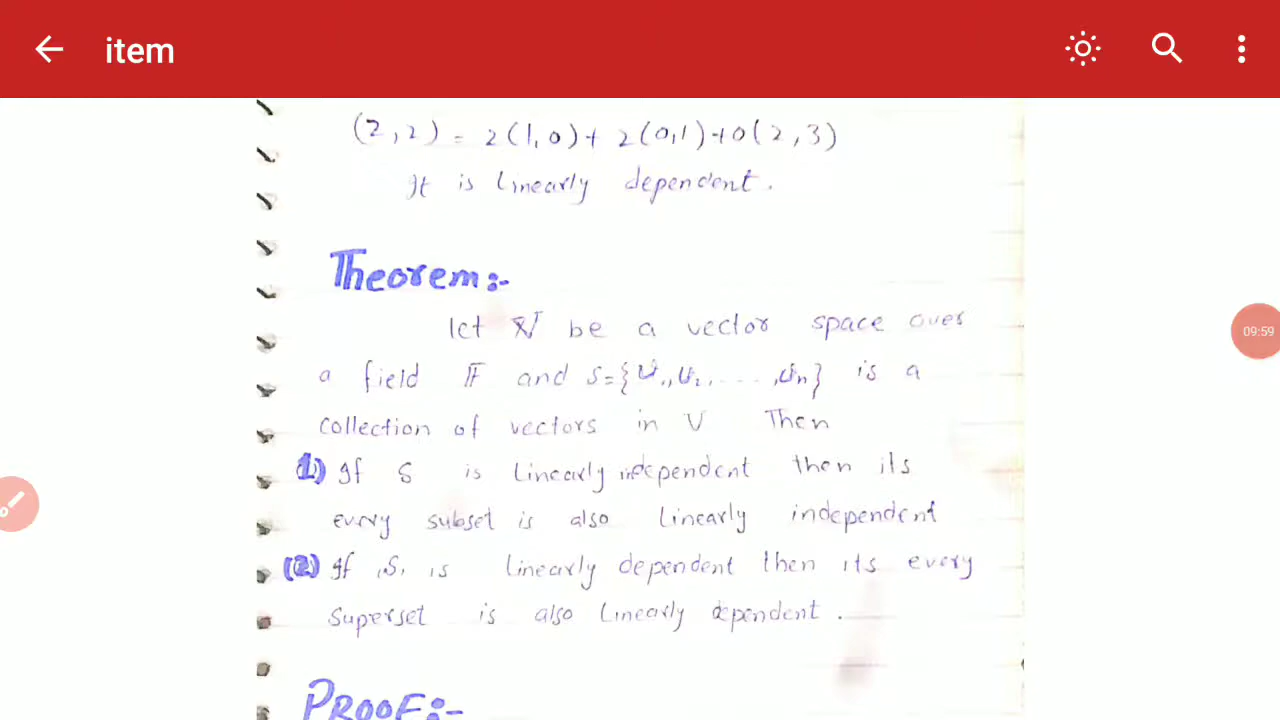 item
(2,2) = 2(1,0)+ 2(0,1)+0(2,3)
It is linearly dependent.
Theorem:-
Let V be a vector space over
a field F and S={v1,v2,....,vn} is a
collection of vectors in V Then
(1) If S is linearly independent then its
every subset is also linearly independent
(2) If S is linearly dependent then its every
Superset is also linearly dependent.
PROOF:-
09:59